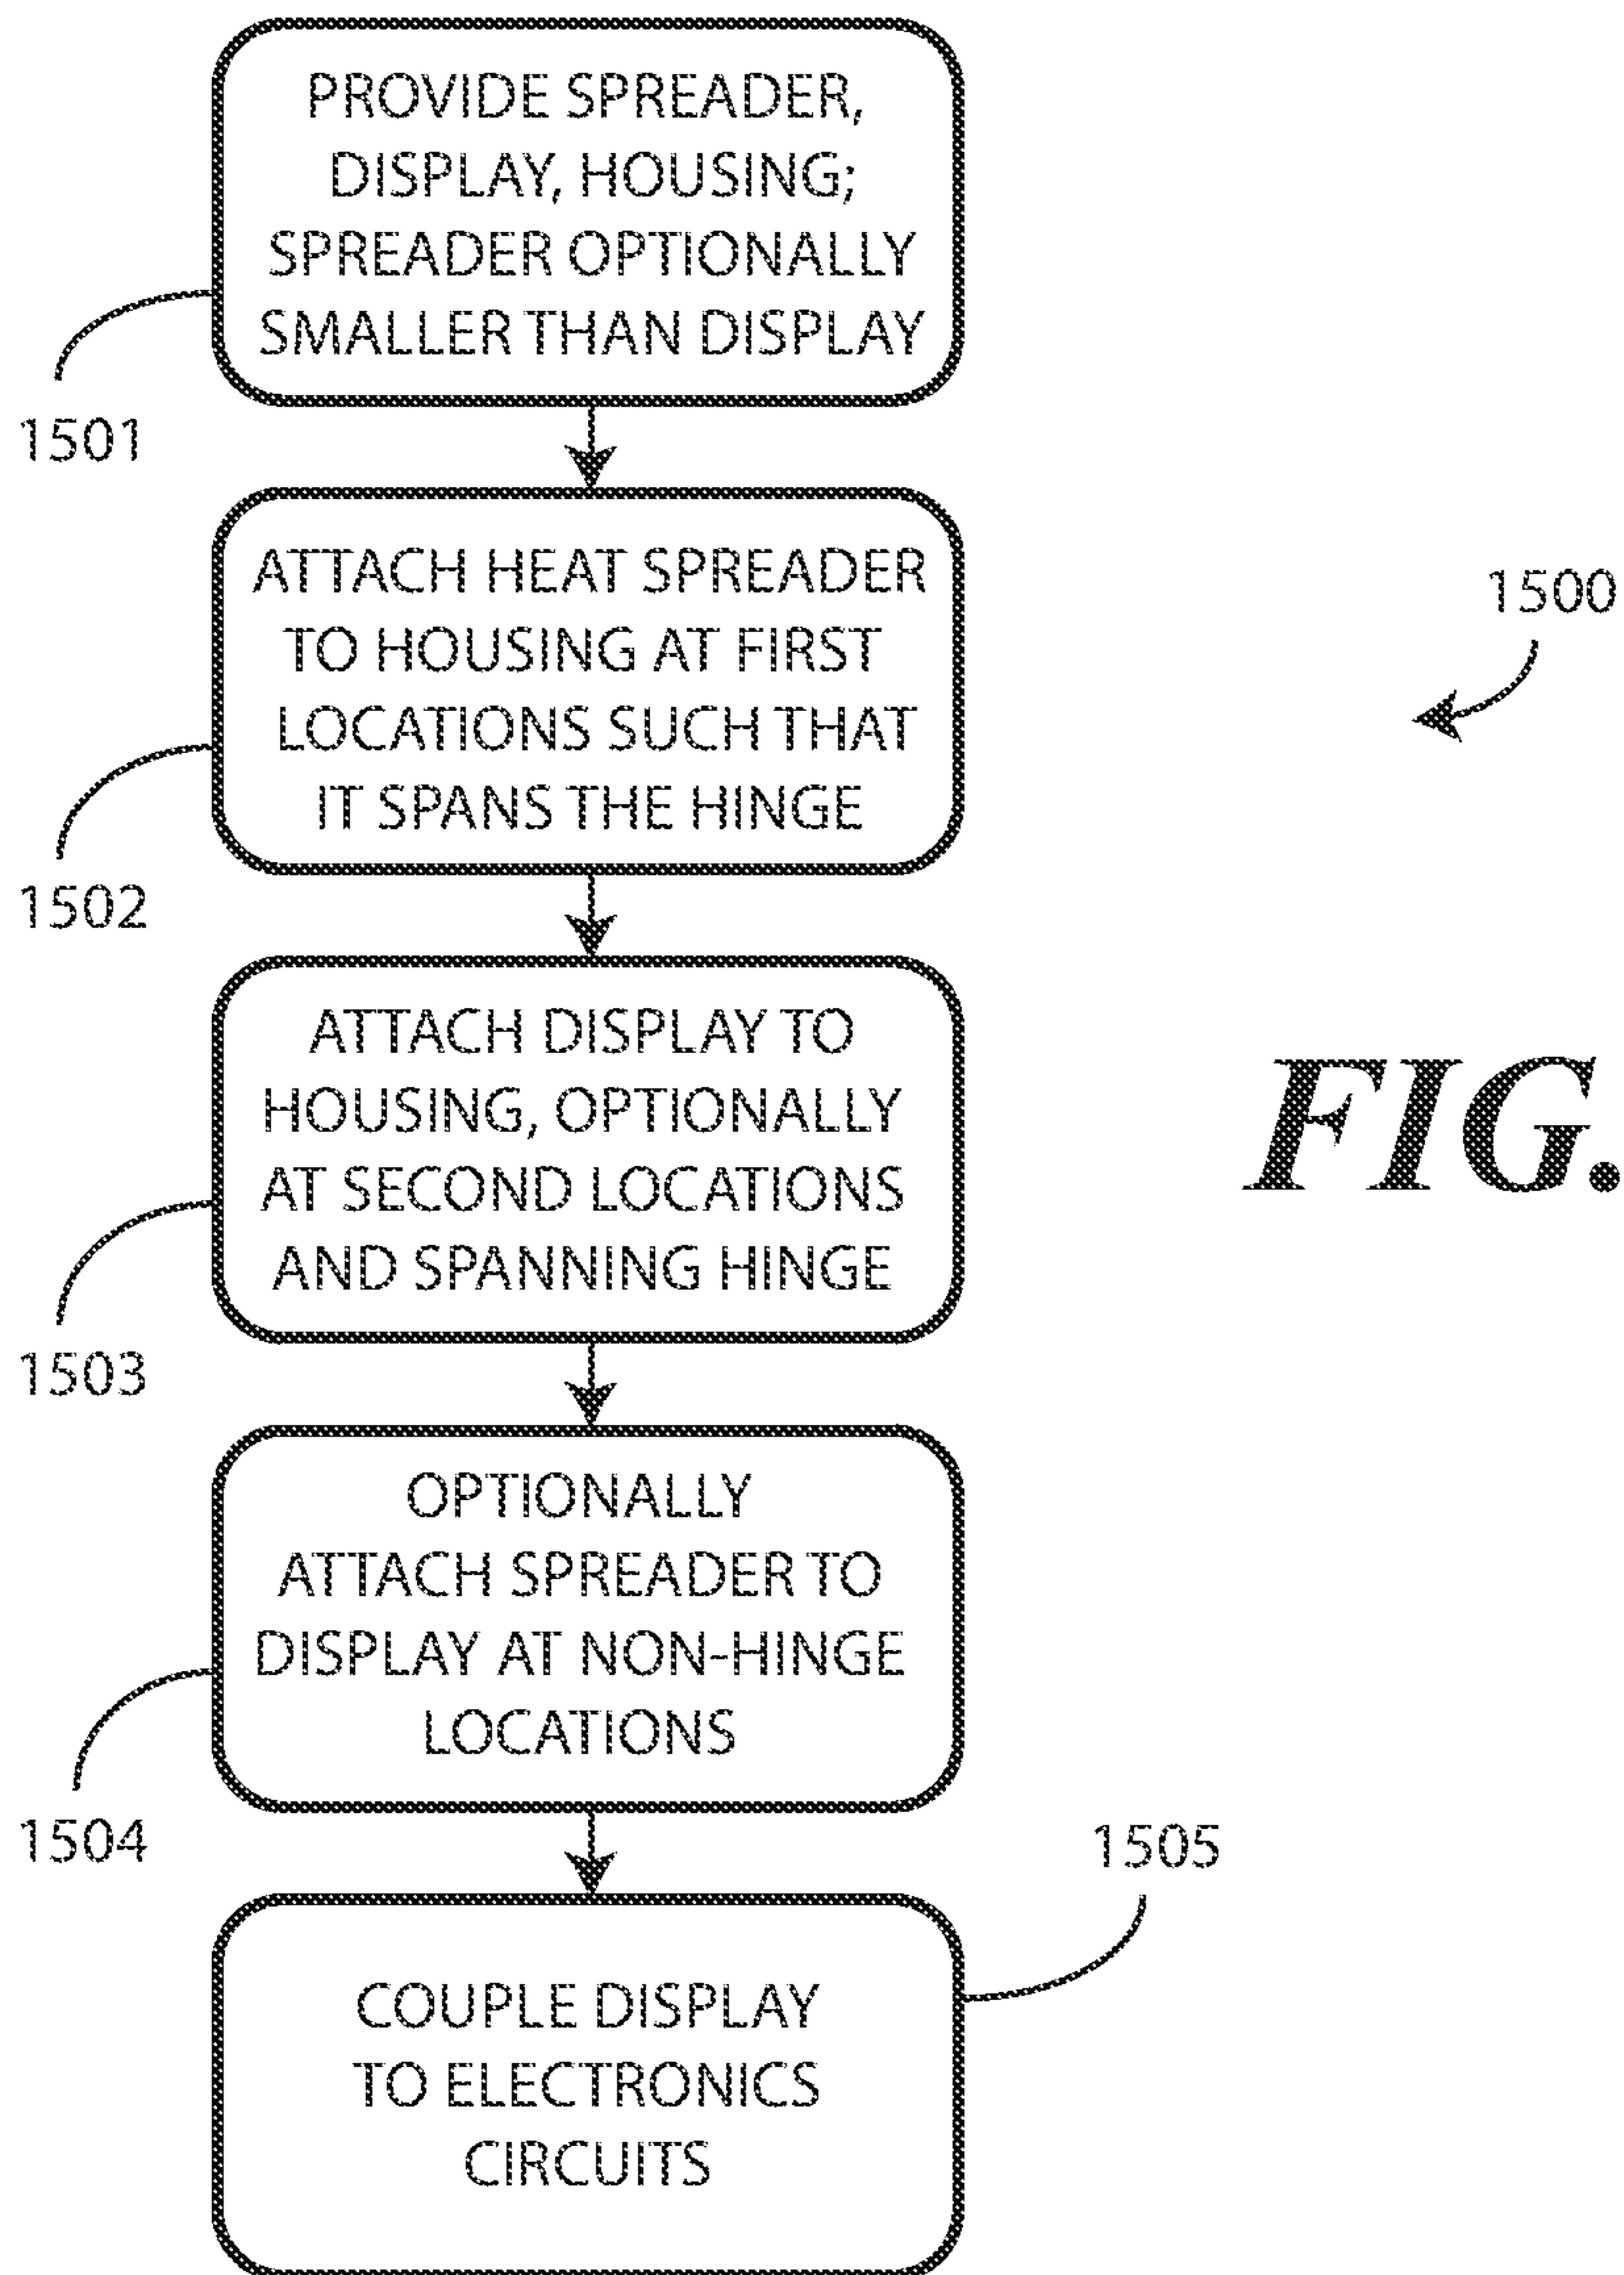 PROVIDE SPREADER,
DISPLAY, HOUSING;
SPREADER OPTIONALLY
SMALLER THAN DISPLAY
1501
ATTACH HEAT SPREADER
TO HOUSING AT FIRST
LOCATIONS SUCH THAT
IT SPANS THE HINGE
1502
1500
ATTACH DISPLAY TO
HOUSING, OPTIONALLY
AT SECOND LOCATIONS
AND SPANNING HINGE
1503
FIG.
OPTIONALLY
ATTACH SPREADER TO
DISPLAY AT NON-HINGE
LOCATIONS
1504
1505
COUPLE DISPLAY
TO ELECTRONICS
CIRCUITS